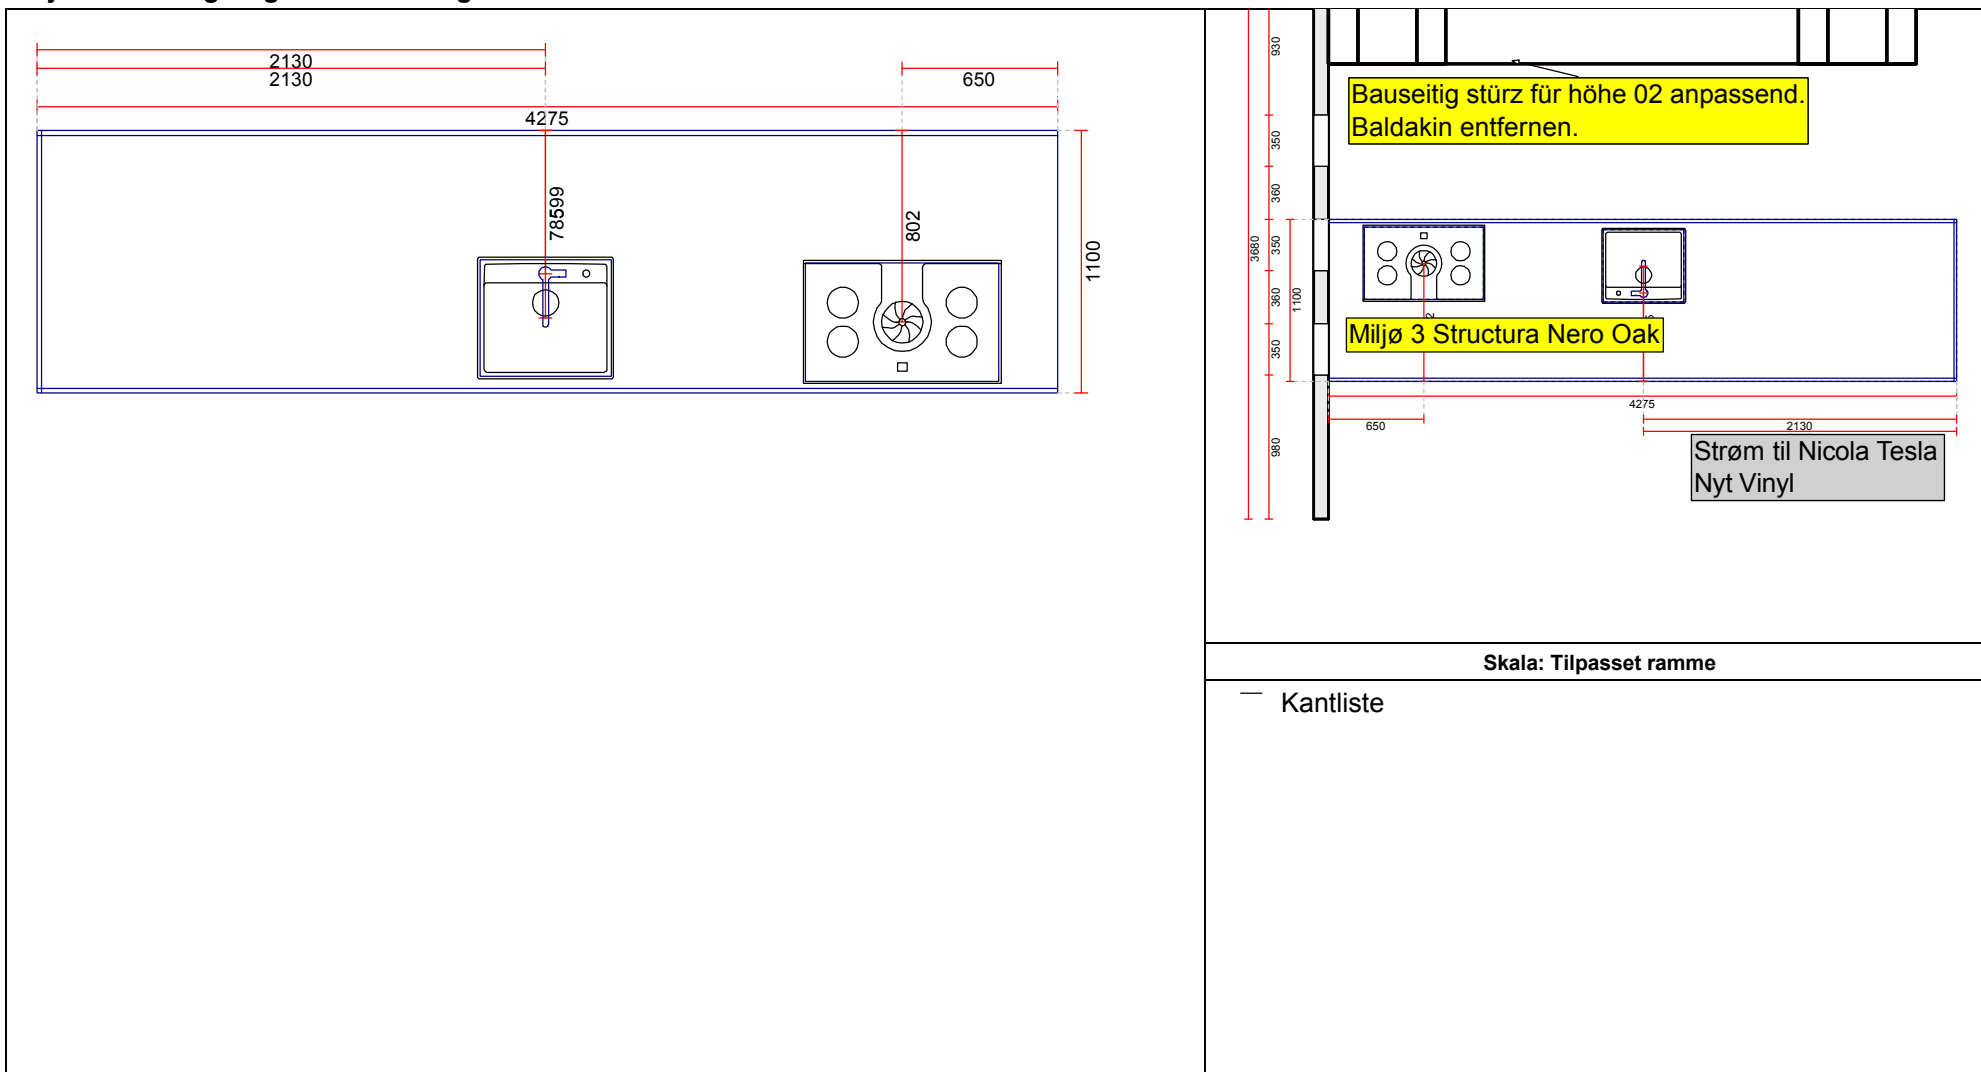 2130
2130
650
4275
802
1100
930
350
360
350
360
350
980
3680
1100
Bauseitig stürz für höhe 02 anpassend.
Baldakin entfernen.
Miljø 3 Structura Nero Oak
4275
650
2130
Strøm til Nicola Tesla
Nyt Vinyl
Skala: Tilpasset ramme
Kantliste